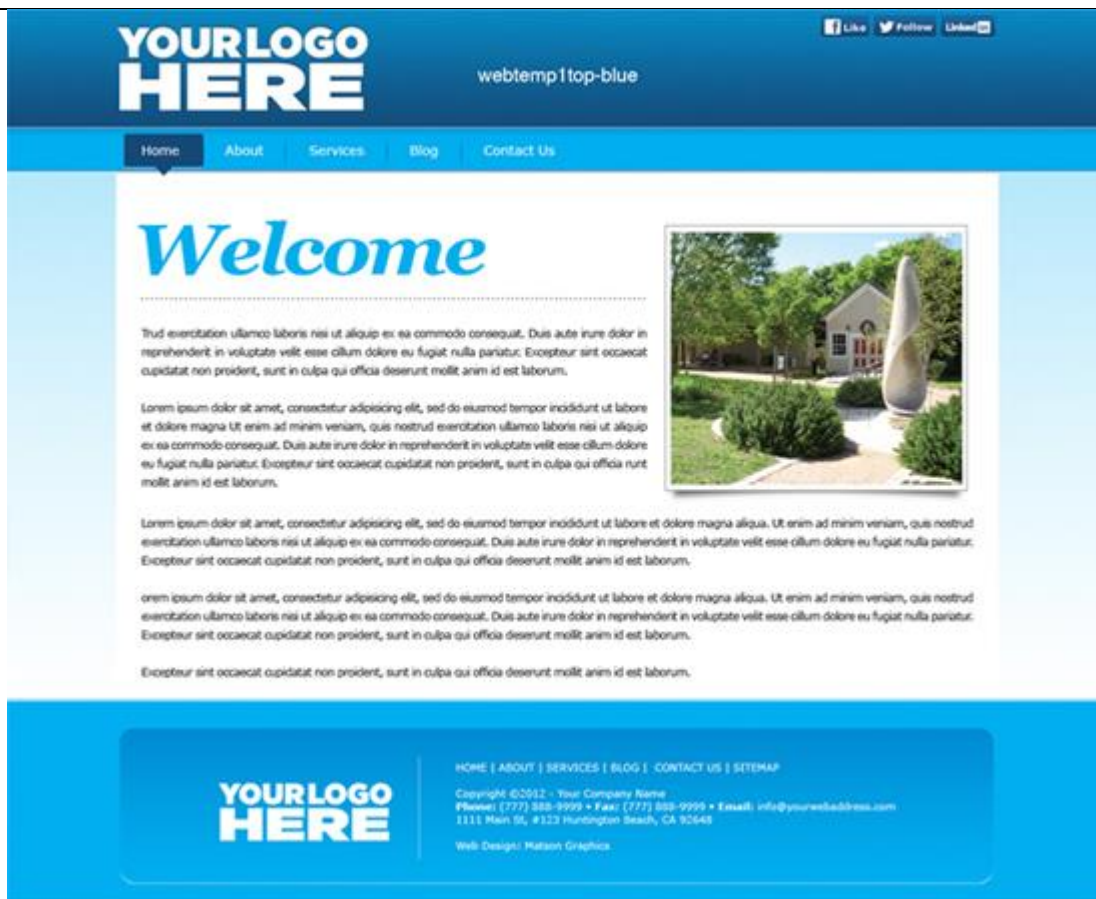 YOUR LOGO
HERE
Like Follow Linked in
webtemp1top-blue
Home About Services Blog Contact Us
Welcome
Trud exercitation ullamco laboris nisi ut aliquip ex ea commodo consequat. Duis aute irure dolor in
reprehenderit in voluptate velit esse cillum dolore eu fugiat nulla pariatur. Excepteur sint occaecat
cupidatat non proident, sunt in culpa qui officia deserunt mollit anim id est laborum.
Lorem ipsum dolor sit amet, consectetur adipisicing elit, sed do eiusmod tempor incididunt ut labore
et dolore magna Ut enim ad minim veniam, quis nostrud exercitation ullamco laboris nisi ut aliquip
ex ea commodo consequat. Duis aute irure dolor in reprehenderit in voluptate velit esse cillum dolore
eu fugiat nulla pariatur. Excepteur sint occaecat cupidatat non proident, sunt in culpa qui officia runt
mollit anim id est laborum.
Lorem ipsum dolor sit amet, consectetur adipisicing elit, sed do eiusmod tempor incididunt ut labore et dolore magna aliqua. Ut enim ad minim veniam, quis nostrud
exercitation ullamco laboris nisi ut aliquip ex ea commodo consequat. Duis aute irure dolor in reprehenderit in voluptate velit esse cillum dolore eu fugiat nulla pariatur.
Excepteur sint occaecat cupidatat non proident, sunt in culpa qui officia deserunt mollit anim id est laborum.
orem ipsum dolor sit amet, consectetur adipisicing elit, sed do eiusmod tempor incididunt ut labore et dolore magna aliqua. Ut enim ad minim veniam, quis nostrud
exercitation ullamco laboris nisi ut aliquip ex ea commodo consequat. Duis aute irure dolor in reprehenderit in voluptate velit esse cillum dolore eu fugiat nulla pariatur.
Excepteur sint occaecat cupidatat non proident, sunt in culpa qui officia deserunt mollit anim id est laborum.
Excepteur sint occaecat cupidatat non proident, sunt in culpa qui officia deserunt mollit anim id est laborum.
YOUR LOGO
HERE
HOME | ABOUT | SERVICES | BLOG | CONTACT US | SITEMAP
Copyright ©2012 - Your Company Name
Phone: (777) 888-9999 • Fax: (777) 888-9999 • Email: info@yourwebaddress.com
1111 Main St, #123 Huntington Beach, CA 92648
Web Design: Matson Graphics